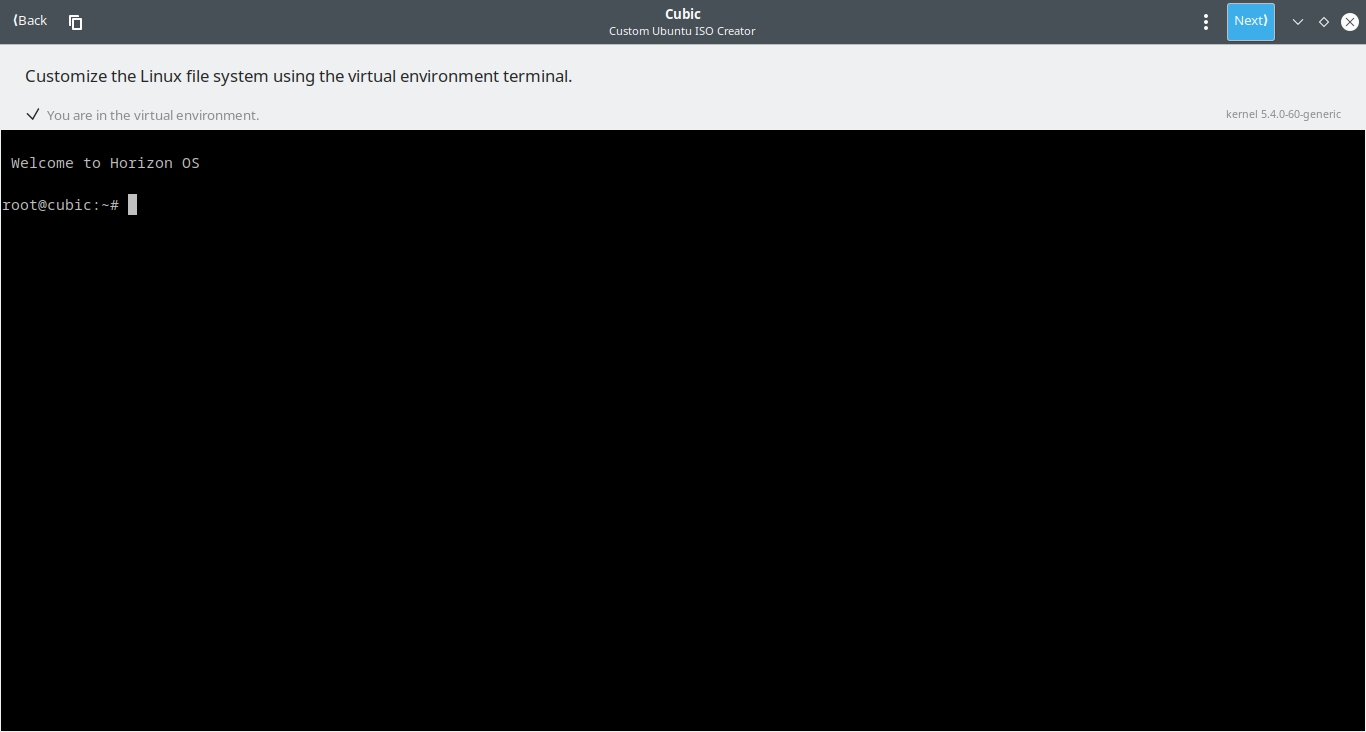 ⟨Back
Cubic
Custom Ubuntu ISO Creator
Next⟩
Customize the Linux file system using the virtual environment terminal.
You are in the virtual environment.
kernel 5.4.0-60-generic
Welcome to Horizon OS
root@cubic:~#